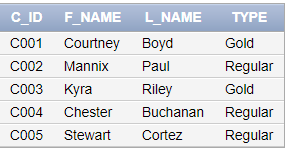 C_ID F_NAME L_NAME TYPE
C001 Courtney Boyd Gold
C002 Mannix Paul Regular
C003 Kyra Riley Gold
C004 Chester Buchanan Regular
C005 Stewart Cortez Regular